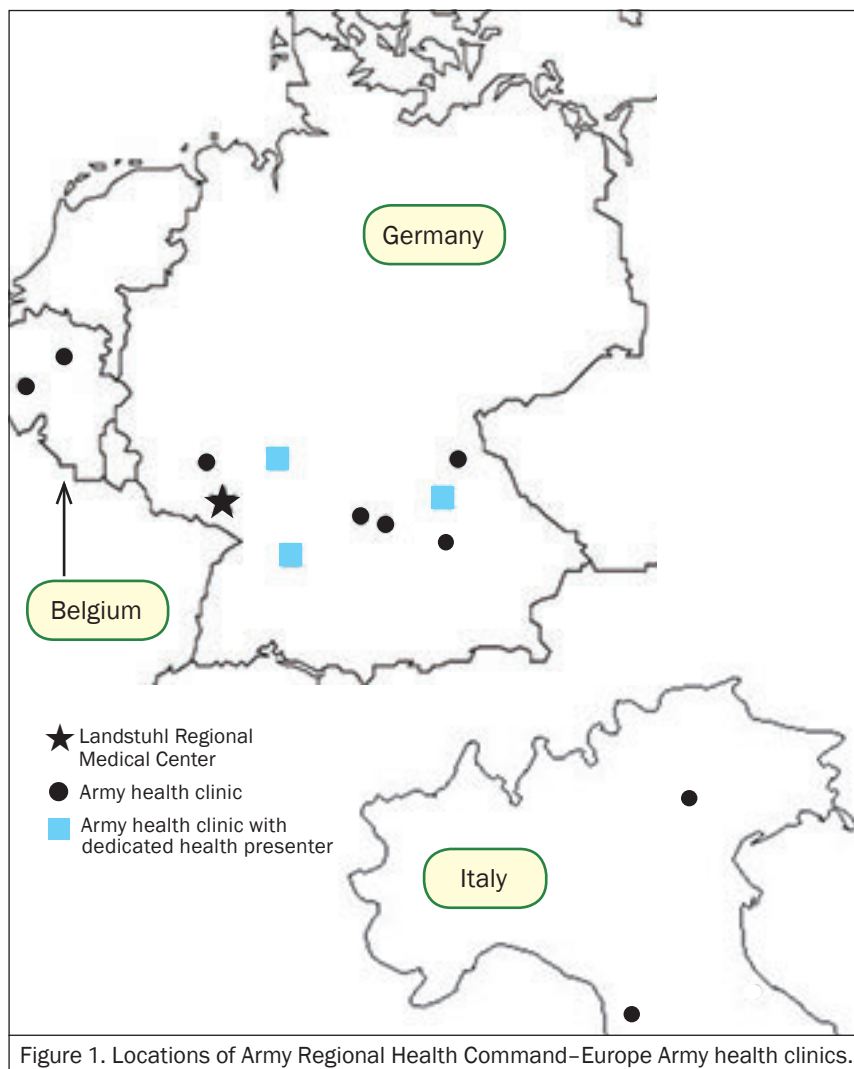 Germany
Belgium
Landstuhl Regional
Medical Center
Army health clinic
Army health clinic with
dedicated health presenter
Italy
Figure 1. Locations of Army Regional Health Command–Europe Army health clinics.